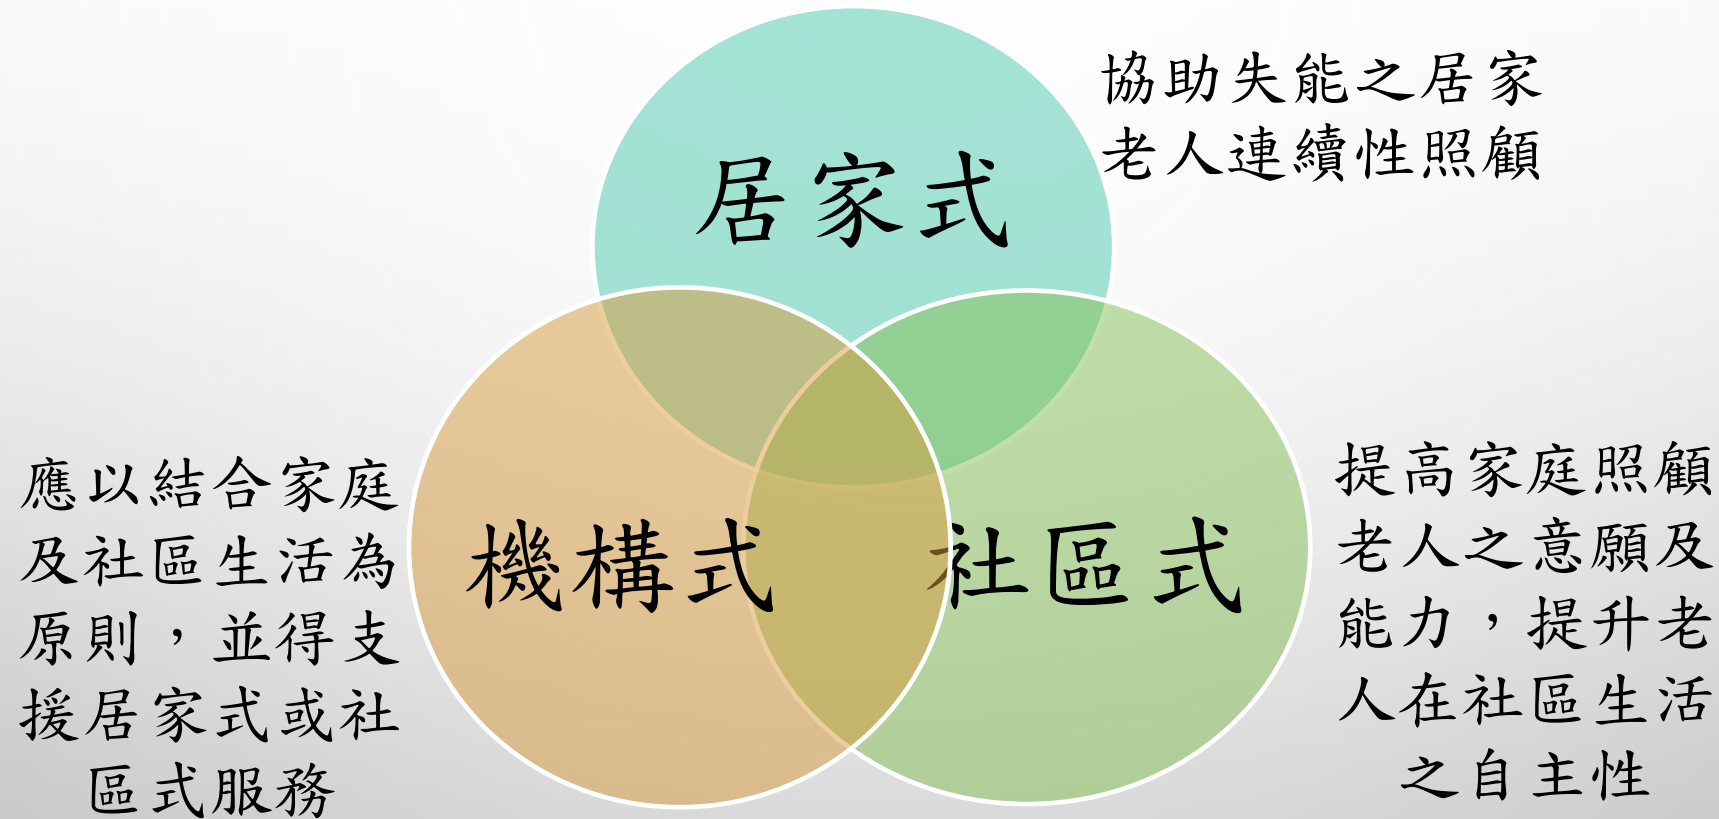 協助失能之居家
老人連續性照顧
居家式
應以結合家庭
及社區生活為
原則，並得支
援居家式或社
區式服務
機構式
社區式
提高家庭照顧
老人之意願及
能力，提升老
人在社區生活
之自主性